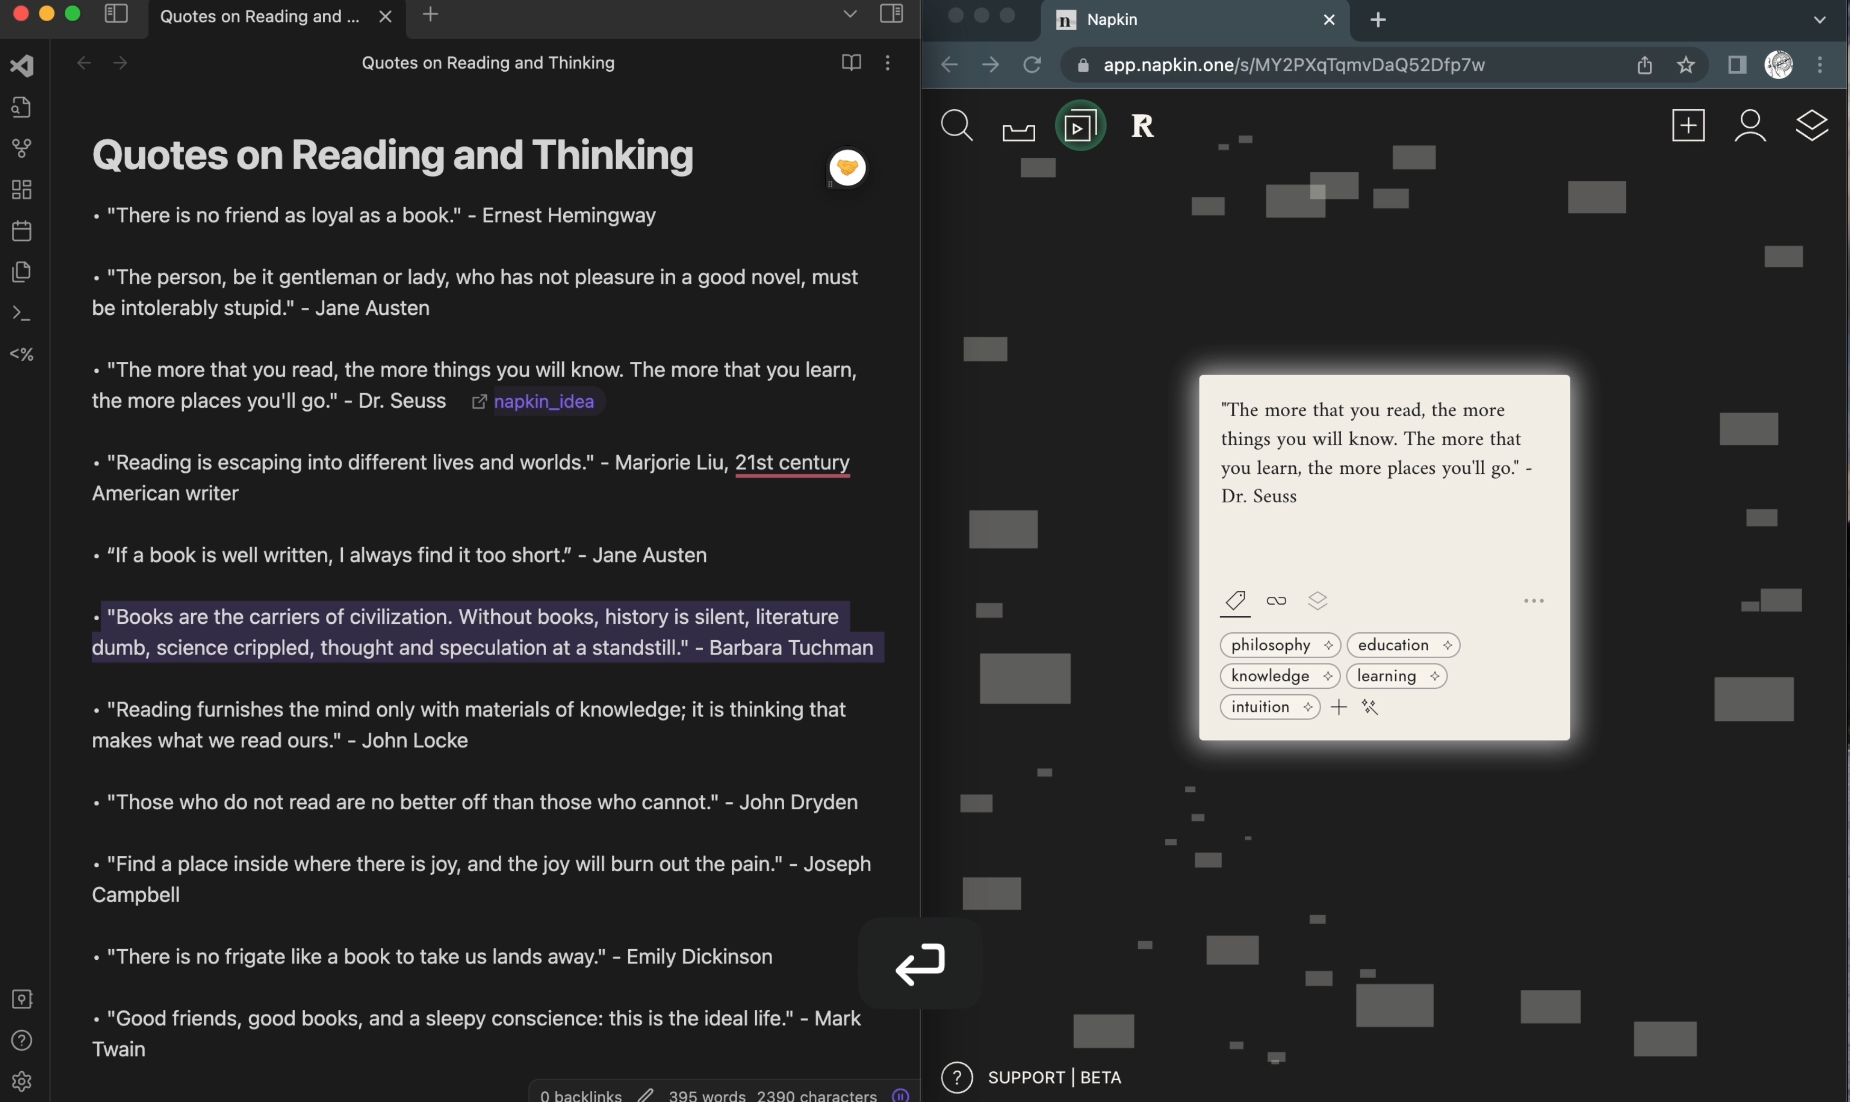 Quotes on Reading and ...
Quotes on Reading and Thinking
Quotes on Reading and Thinking
• "There is no friend as loyal as a book." - Ernest Hemingway
• "The person, be it gentleman or lady, who has not pleasure in a good novel, must
be intolerably stupid." - Jane Austen
• "The more that you read, the more things you will know. The more that you learn,
the more places you'll go." - Dr. Seuss napkin_idea
• "Reading is escaping into different lives and worlds." - Marjorie Liu, 21st century
American writer
• “If a book is well written, I always find it too short.” - Jane Austen
• "Books are the carriers of civilization. Without books, history is silent, literature
dumb, science crippled, thought and speculation at a standstill." - Barbara Tuchman
• "Reading furnishes the mind only with materials of knowledge; it is thinking that
makes what we read ours." - John Locke
• "Those who do not read are no better off than those who cannot." - John Dryden
• "Find a place inside where there is joy, and the joy will burn out the pain." - Joseph
Campbell
• "There is no frigate like a book to take us lands away." - Emily Dickinson
• "Good friends, good books, and a sleepy conscience: this is the ideal life." - Mark
Twain
0 backlinks 395 words 2390 characters
<%
n Napkin
app.napkin.one/s/MY2PXqTqmvDaQ52Dfp7w
R
"The more that you read, the more
things you will know. The more that
you learn, the more places you'll go." -
Dr. Seuss
philosophy education
knowledge learning
intuition
? SUPPORT | BETA